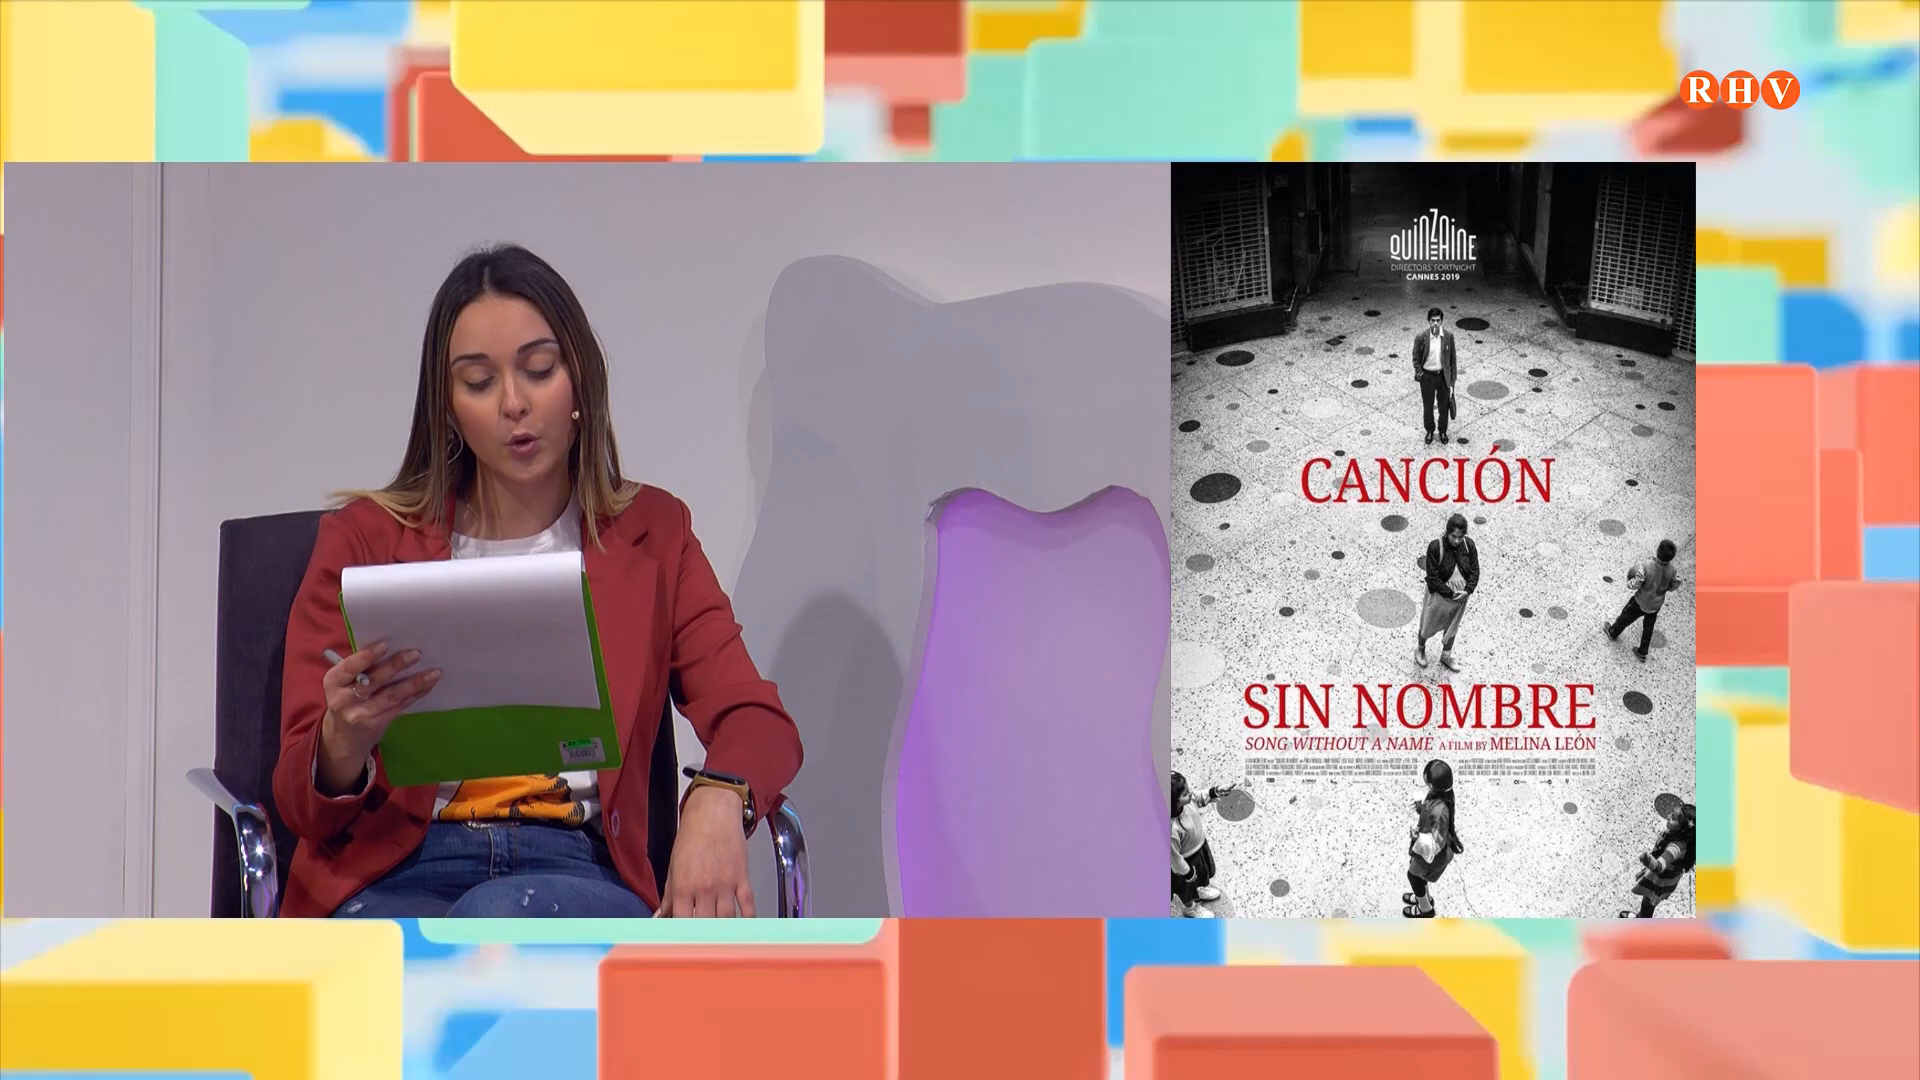 RHV
QUINZAINE
DIRECTORS' FORTNIGHT
CANNES 2019
CANCIÓN
SIN NOMBRE
SONG WITHOUT A NAME A FILM BY MELINA LEÓN